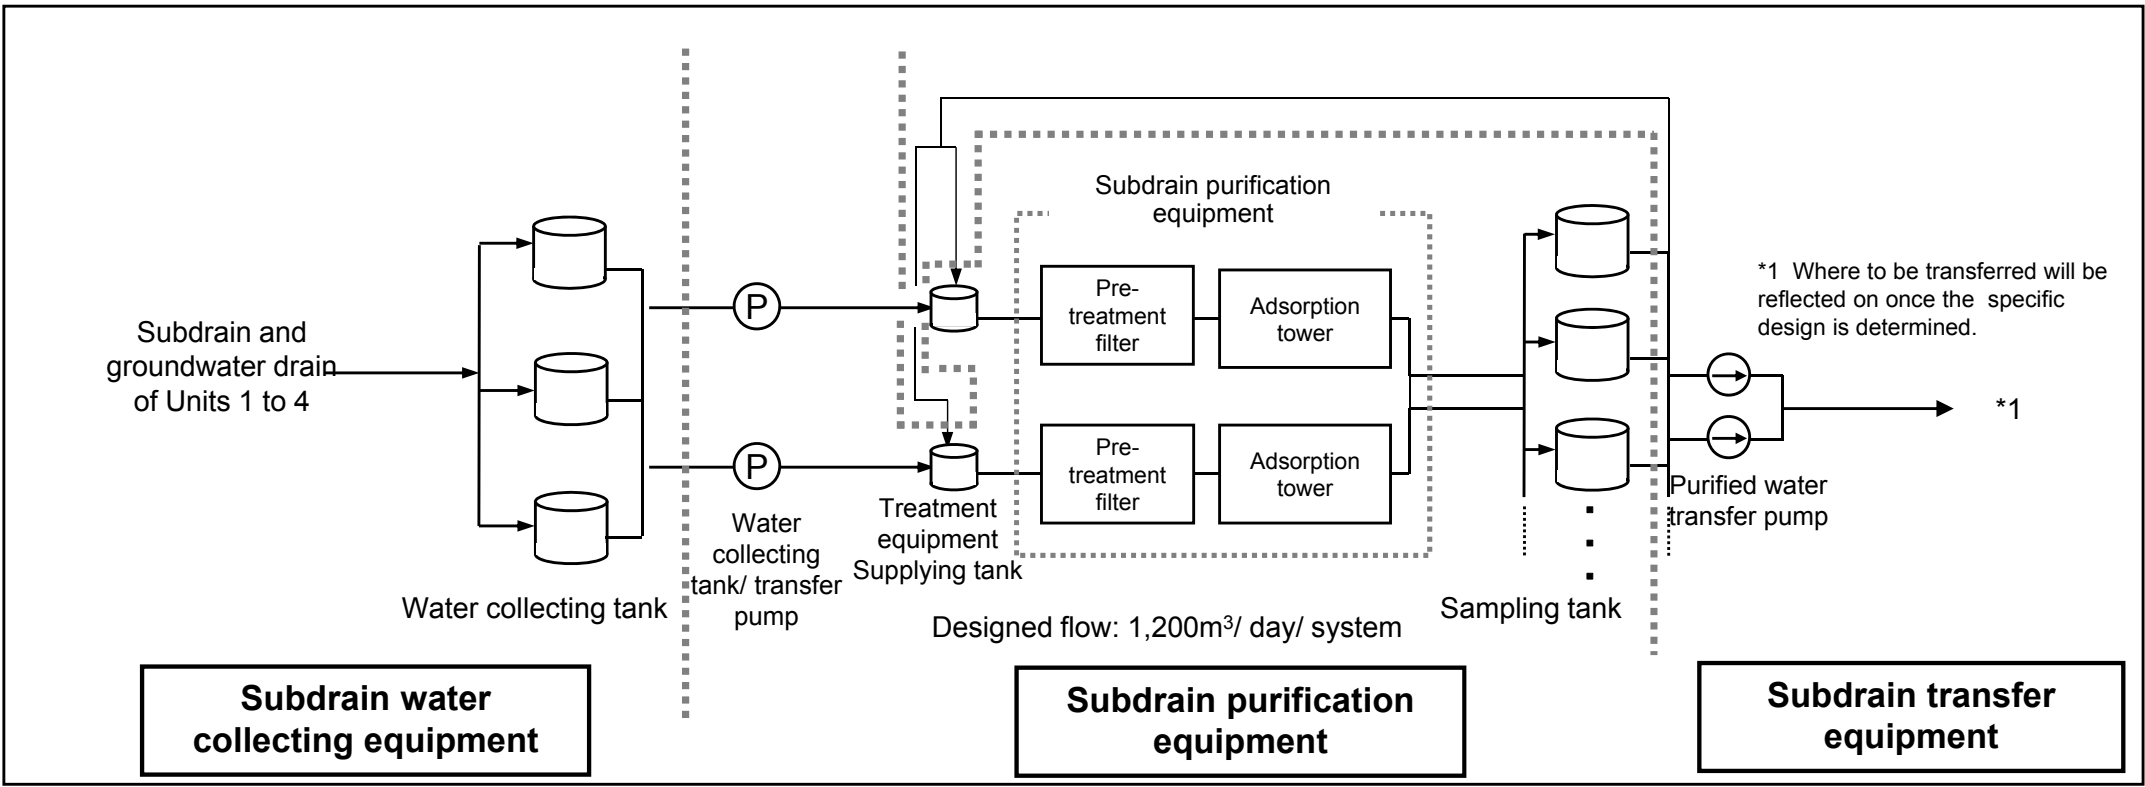 Subdrain and
groundwater drain
of Units 1 to 4
Water collecting tank
P
P
Water
collecting
tank/ transfer
pump
Treatment
equipment
Supplying tank
Subdrain purification
equipment
Pre-
treatment
filter
Adsorption
tower
Pre-
treatment
filter
Adsorption
tower
Designed flow: 1,200m³/ day/ system
Sampling tank
*1  Where to be transferred will be
reflected on once the  specific
design is determined.
*1
Purified water
transfer pump
Subdrain water
collecting equipment
Subdrain purification
equipment
Subdrain transfer
equipment